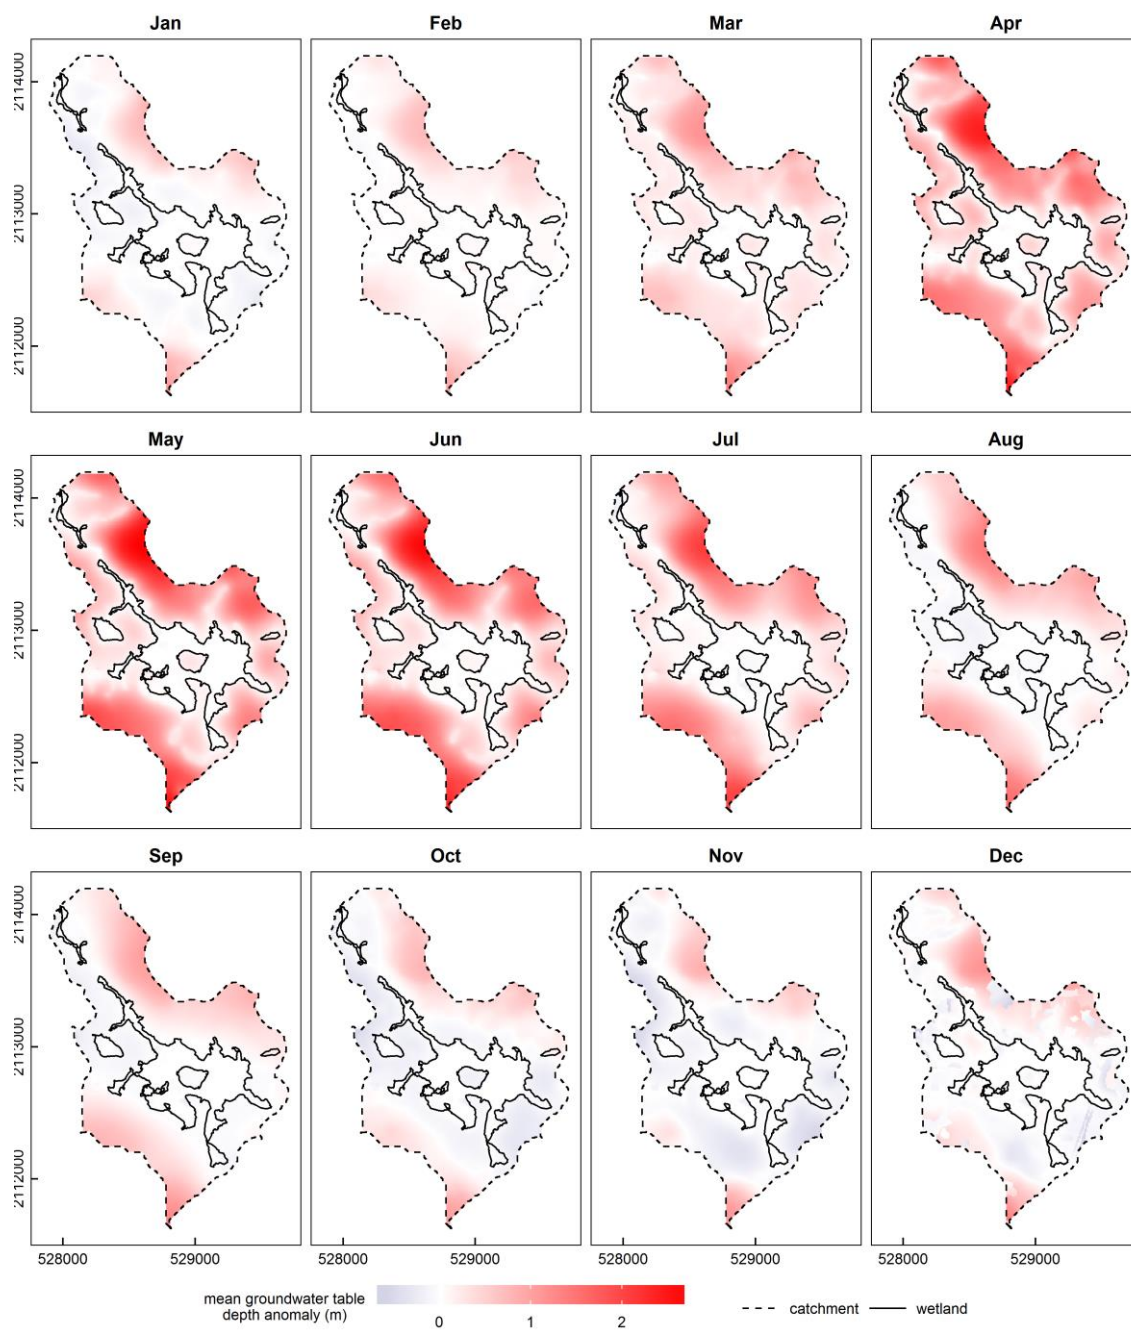 Jan Feb Mar Apr
2114000
2113000
2112000
May Jun Jul Aug
2114000
2113000
2112000
Sep Oct Nov Dec
2114000
2113000
2112000
528000 529000 528000 529000 528000 529000 528000 529000
mean groundwater table
depth anomaly (m)
0 1 2
catchment wetland